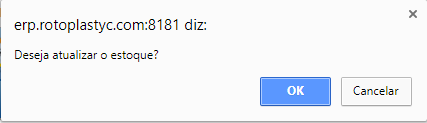 erp.rotoplastyc.com:8181 diz:
Deseja atualizar o estoque?
OK
Cancelar